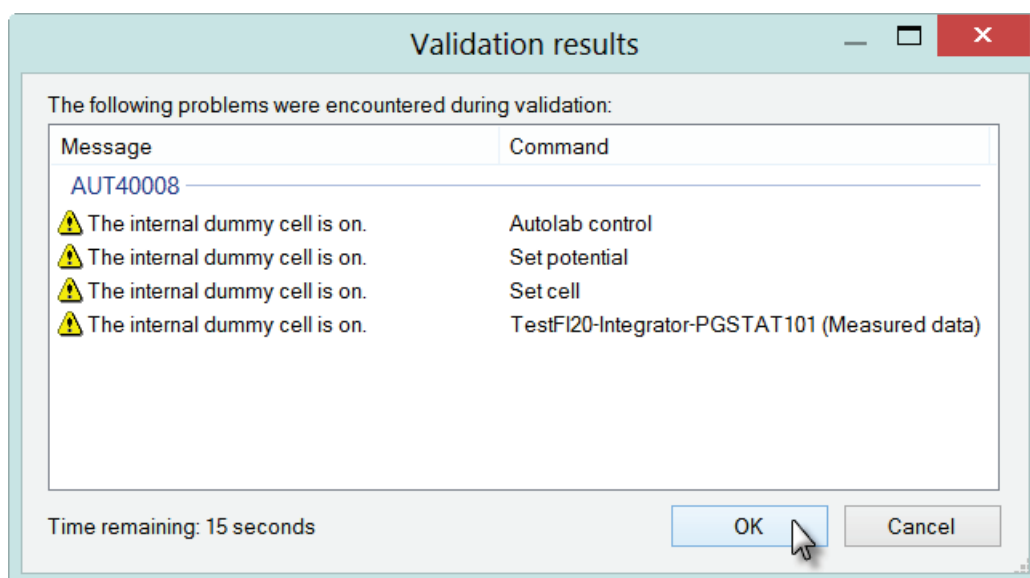 Validation results
The following problems were encountered during validation:
Message Command
AUT40008
The internal dummy cell is on. Autolab control
The internal dummy cell is on. Set potential
The internal dummy cell is on. Set cell
The internal dummy cell is on. TestFI20-Integrator-PGSTAT101 (Measured data)
Time remaining: 15 seconds OK Cancel